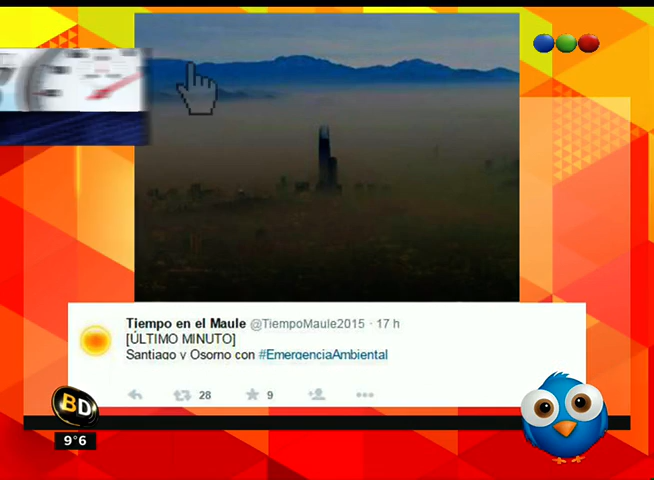 Tiempo en el Maule @TiempoMaule2015 · 17 h
[ÚLTIMO MINUTO]
Santiago y Osorno con #EmergenciaAmbiental
28
9
BD
9°6